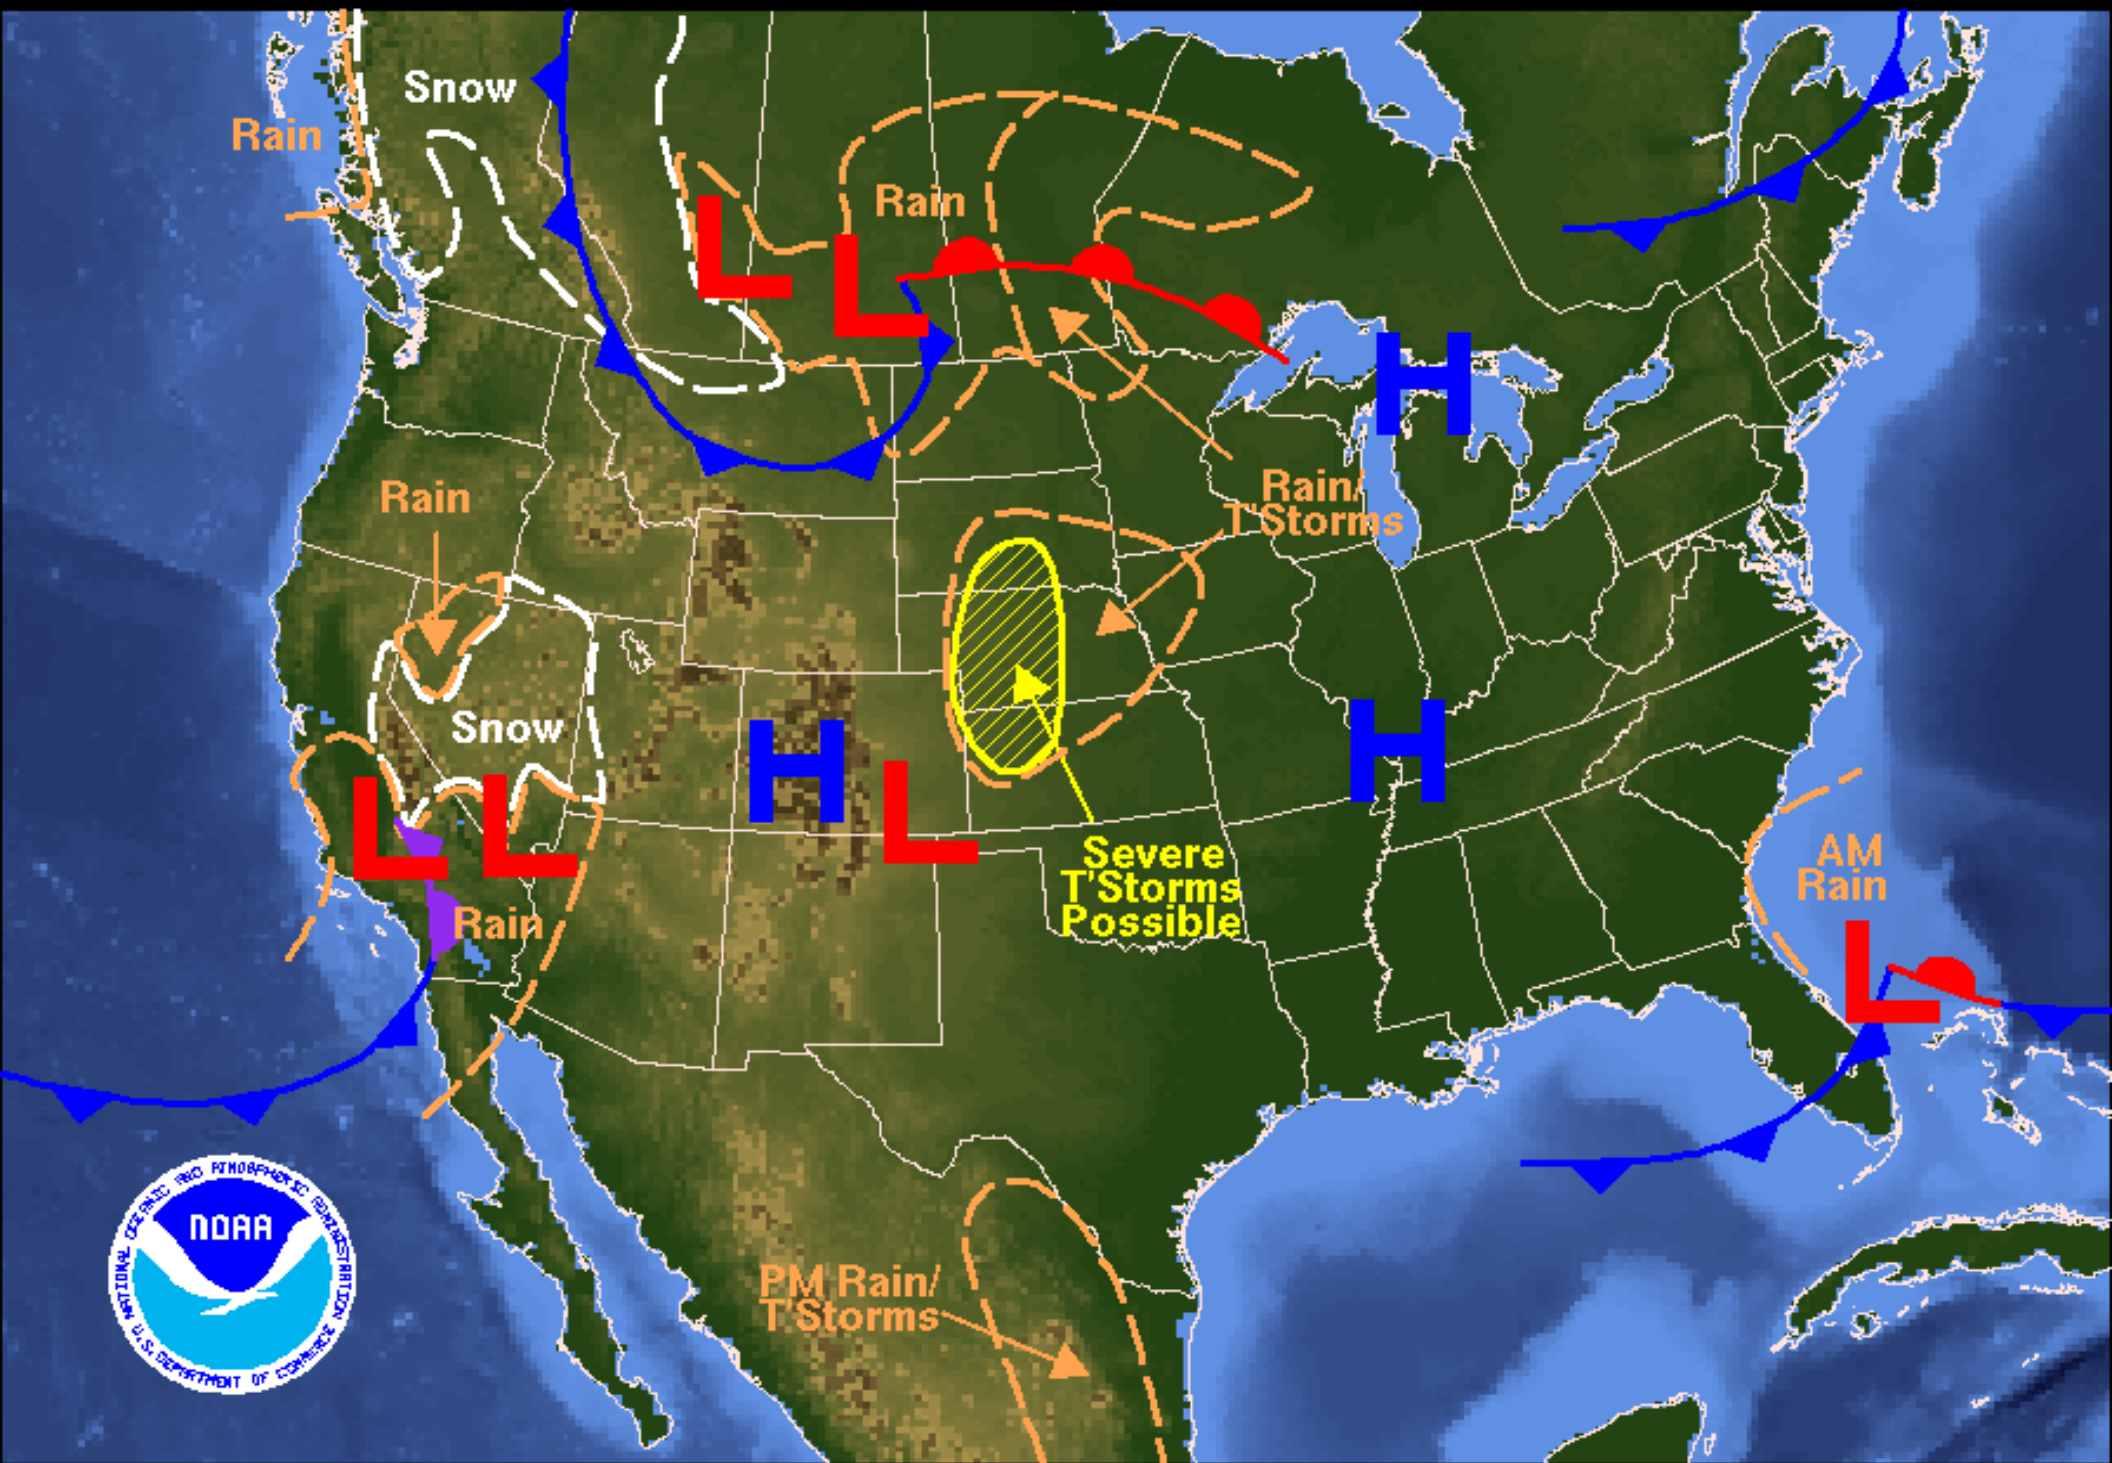 Snow
Rain
Rain
Rain
Rain/
T'Storms
Snow
Severe
T'Storms
Possible
AM
Rain
Rain
PM Rain/
T'Storms
NATIONAL OCEANIC AND ATMOSPHERIC ADMINISTRATION
NOAA
U.S. DEPARTMENT OF COMMERCE
L
L
H
H
L
H
L
L
L